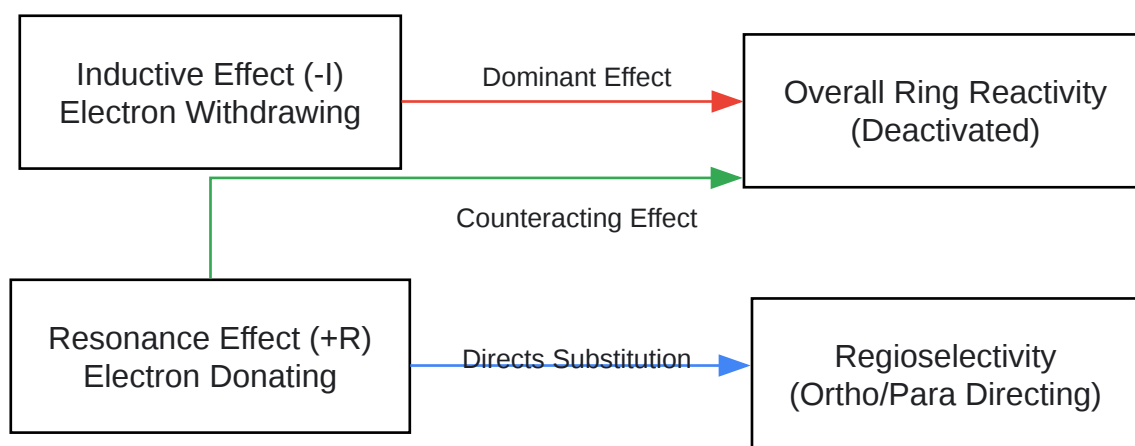 Inductive Effect (-I)
Electron Withdrawing
Dominant Effect
Overall Ring Reactivity
(Deactivated)
Counteracting Effect
Resonance Effect (+R)
Electron Donating
Directs Substitution
Regioselectivity
(Ortho/Para Directing)